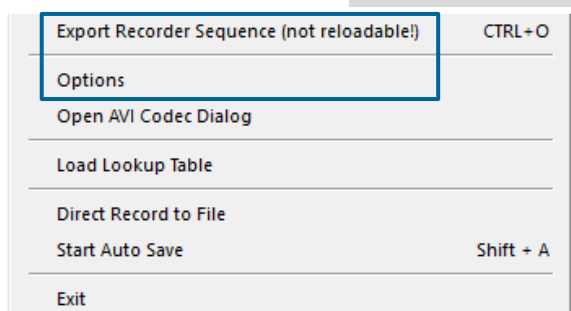 Export Recorder Sequence (not reloadable!) CTRL+O
Options
Open AVI Codec Dialog
Load Lookup Table
Direct Record to File
Start Auto Save Shift + A
Exit